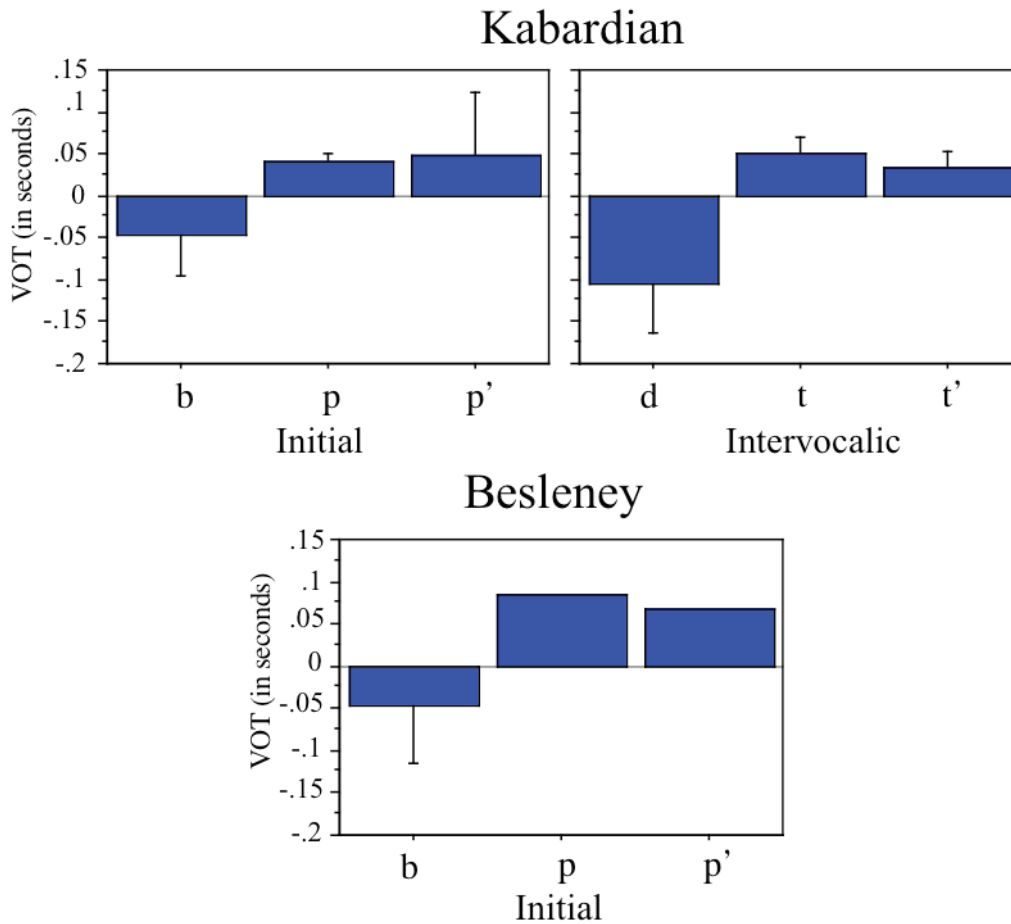 Kabardian
VOT (in seconds)
.15
.1
.05
0
-.05
-.1
-.15
-.2
b p p’
Initial
d t t’
Intervocalic
Besleney
VOT (in seconds)
.15
.1
.05
0
-.05
-.1
-.15
-.2
b p p’
Initial